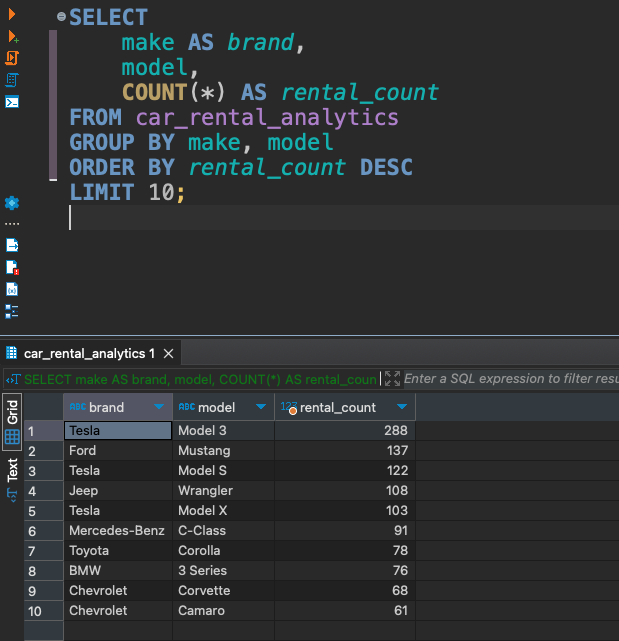 SELECT
make AS brand,
model,
COUNT(*) AS rental_count
FROM car_rental_analytics
GROUP BY make, model
ORDER BY rental_count DESC
LIMIT 10;
car_rental_analytics 1
SELECT make AS brand, model, COUNT(*) AS rental_coun
Enter a SQL expression to filter resu
Grid
Text
ABC brand ABC model 123 rental_count
1 Tesla Model 3 288
2 Ford Mustang 137
3 Tesla Model S 122
4 Jeep Wrangler 108
5 Tesla Model X 103
6 Mercedes-Benz C-Class 91
7 Toyota Corolla 78
8 BMW 3 Series 76
9 Chevrolet Corvette 68
10 Chevrolet Camaro 61